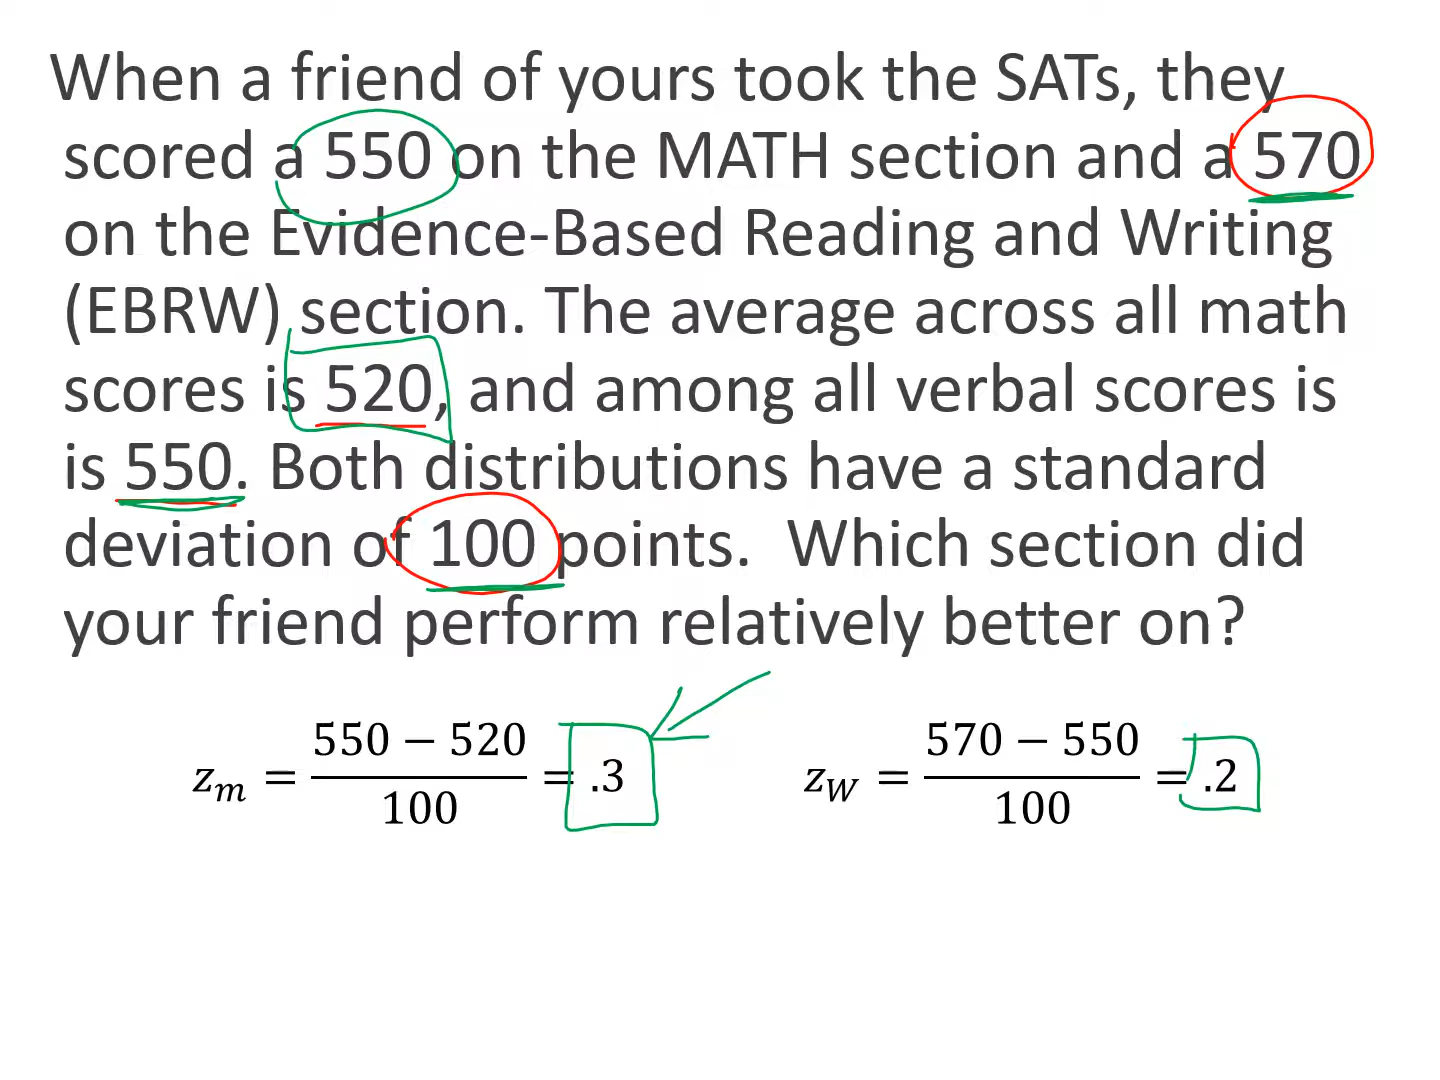 When a friend of yours took the SATs, they
scored a 550 on the MATH section and a 570
on the Evidence-Based Reading and Writing
(EBRW) section. The average across all math
scores is 520, and among all verbal scores is
is 550. Both distributions have a standard
deviation of 100 points. Which section did
your friend perform relatively better on?
z_m = (550 − 520)/100 = .3
z_W = (570 − 550)/100 = .2